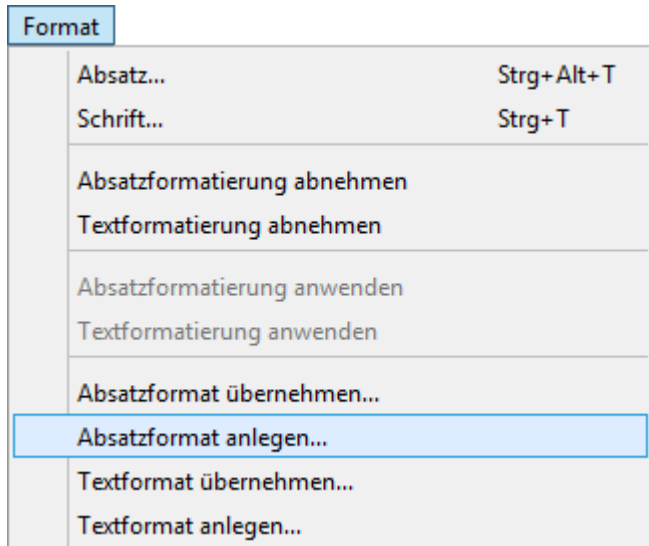 Format
Absatz... Strg+Alt+T
Schrift... Strg+T
Absatzformatierung abnehmen
Textformatierung abnehmen
Absatzformatierung anwenden
Textformatierung anwenden
Absatzformat übernehmen...
Absatzformat anlegen...
Textformat übernehmen...
Textformat anlegen...